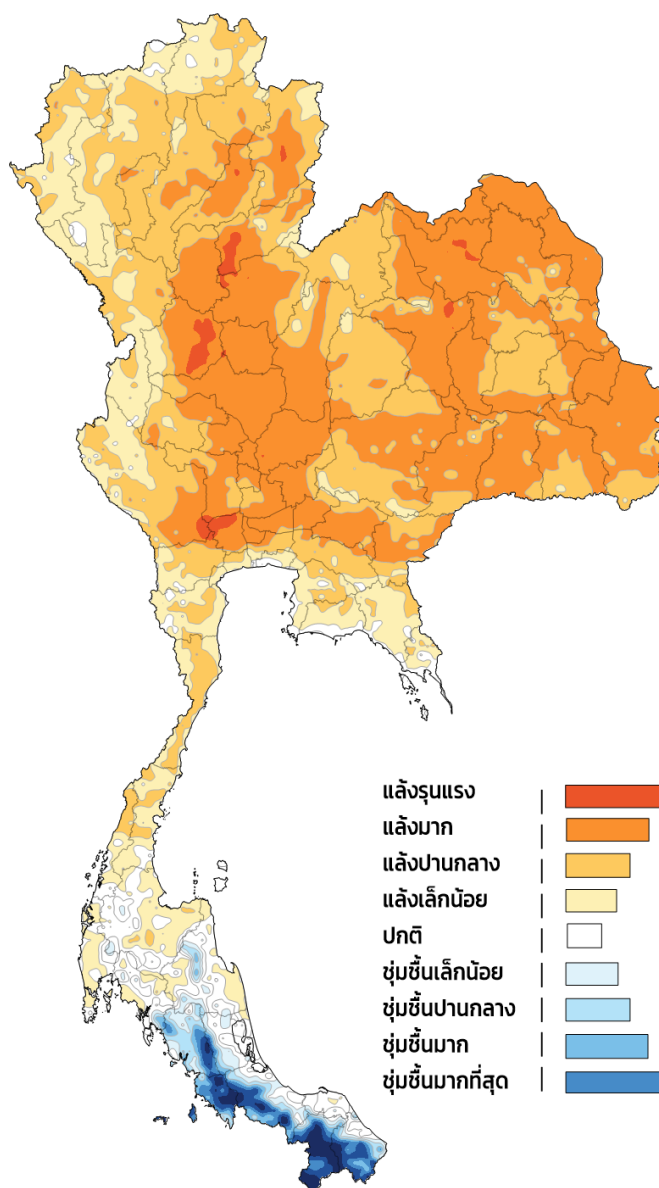 แล้งรุนแรง
แล้งมาก
แล้งปานกลาง
แล้งเล็กน้อย
ปกติ
ชุ่มชื้นเล็กน้อย
ชุ่มชื้นปานกลาง
ชุ่มชื้นมาก
ชุ่มชื้นมากที่สุด